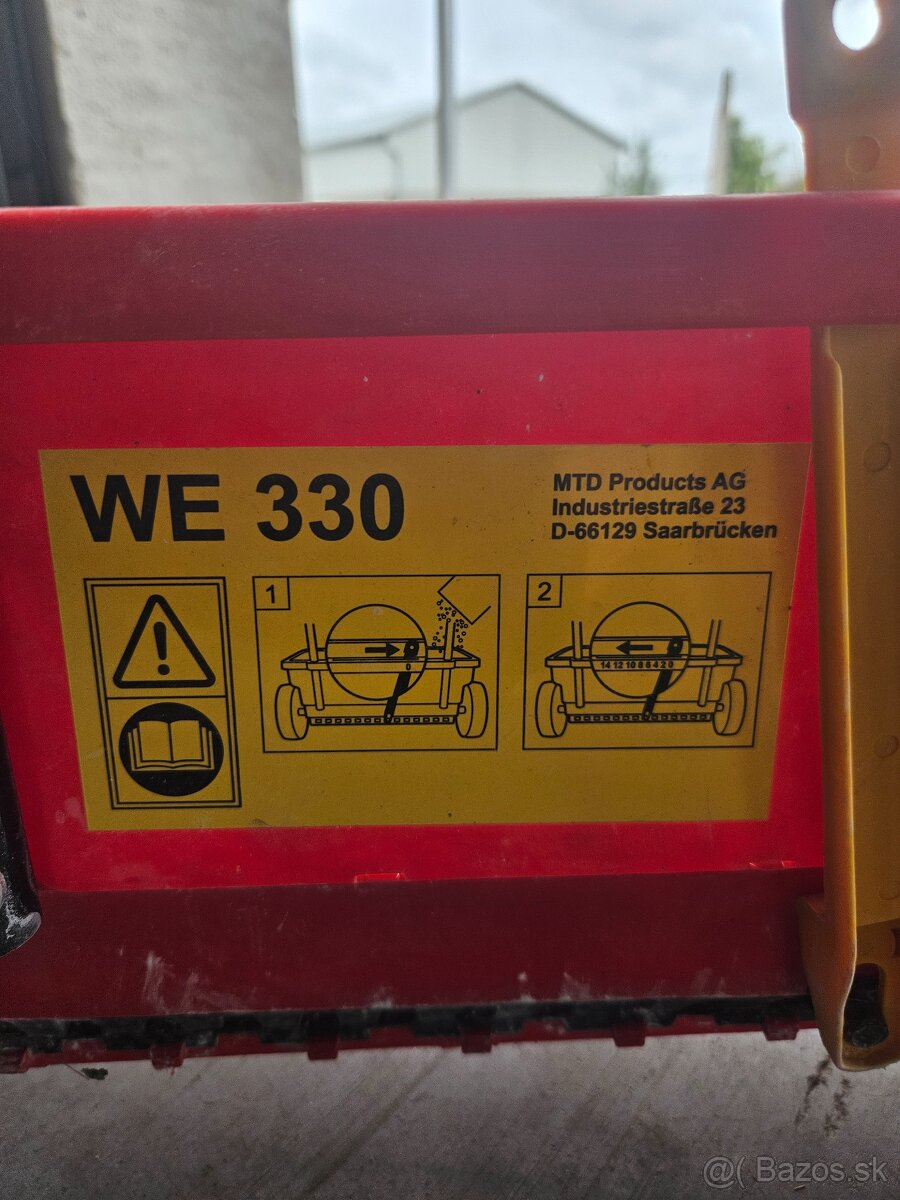 WE 330
MTD Products AG
Industriestraße 23
D-66129 Saarbrücken
1
0
2
14 12 10 8 6 4 2 0
@( Bazos.sk